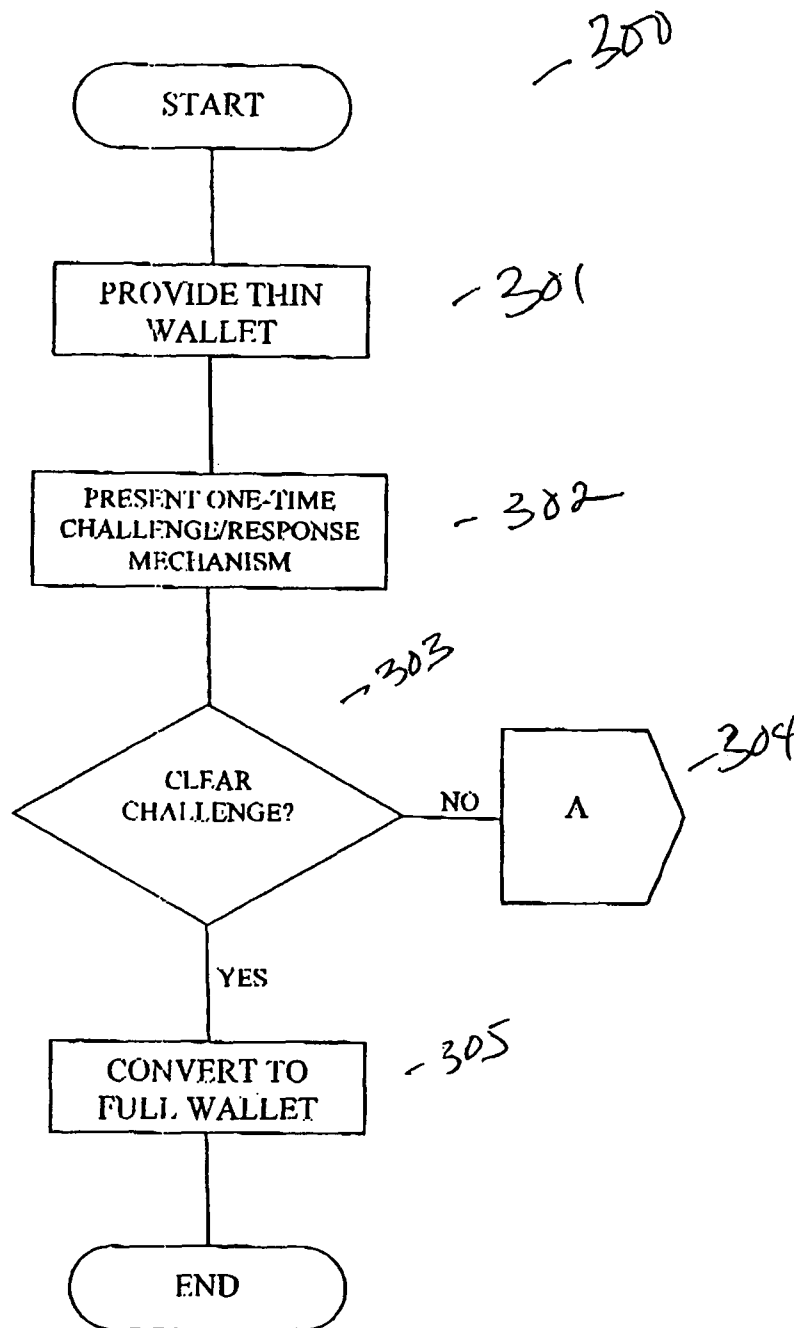 -300
START
PROVIDE THIN
WALLET
-301
PRESENT ONE-TIME
CHALLENGE/RESPONSE
MECHANISM
-302
-303
CLEAR
CHALLENGE?
NO
A
-304
YES
CONVERT TO
FULL WALLET
-305
END